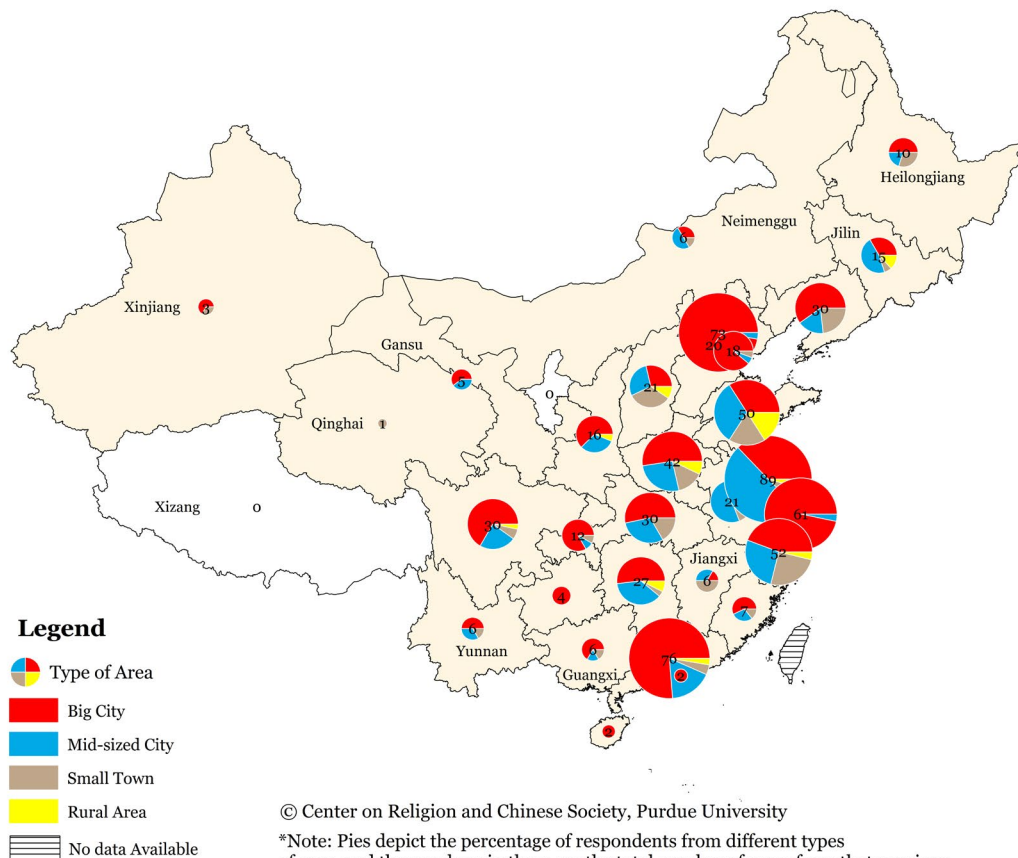 10
Heilongjiang
Neimenggu
Jilin
6
15
Xinjiang
3
30
73
Gansu
20
18
5
21
0
Qinghai
1
50
16
42
89
Xizang
0
21
61
30
30
12
52
Jiangxi
27
6
4
7
6
Yunnan
6
76
Guangxi
2
2
Legend
Type of Area
Big City
Mid-sized City
Small Town
Rural Area
No data Available
© Center on Religion and Chinese Society, Purdue University
*Note: Pies depict the percentage of respondents from different types